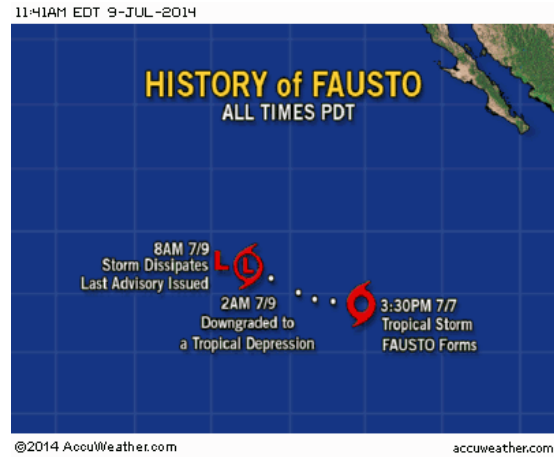 11:41AM EDT 9-JUL-2014
HISTORY of FAUSTO
ALL TIMES PDT
8AM 7/9
Storm Dissipates
Last Advisory Issued
L
L
2AM 7/9
Downgraded to
a Tropical Depression
3:30PM 7/7
Tropical Storm
FAUSTO Forms
©2014 AccuWeather.com
accuweather.com